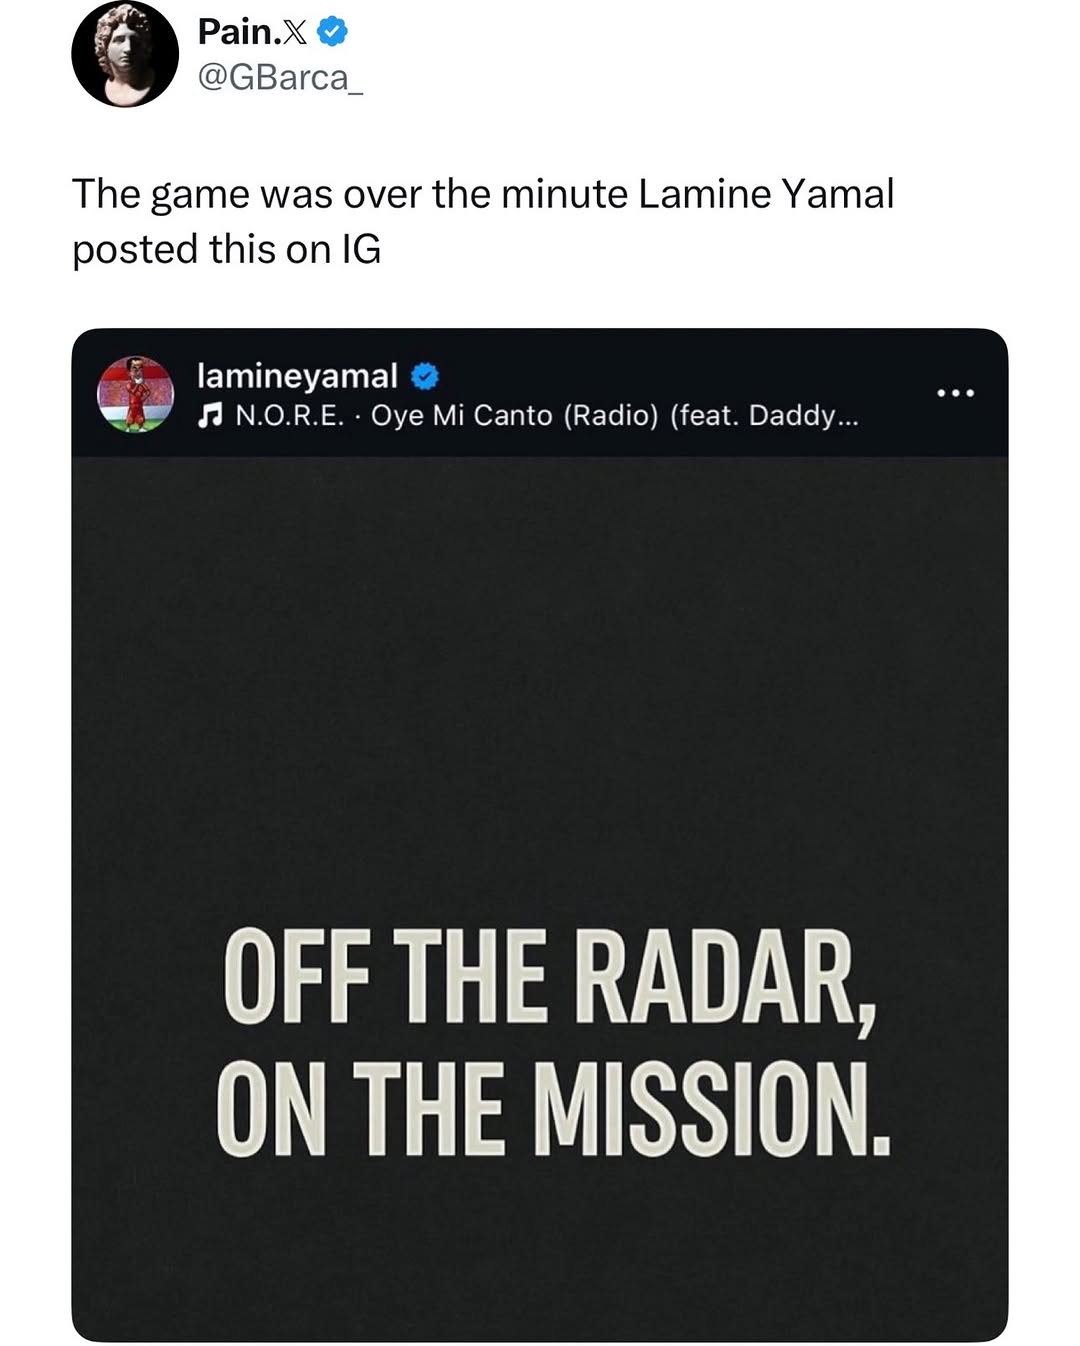 Pain.𝕏
@GBarca_
The game was over the minute Lamine Yamal
posted this on IG
lamineyamal
N.O.R.E. · Oye Mi Canto (Radio) (feat. Daddy...
OFF THE RADAR,
ON THE MISSION.